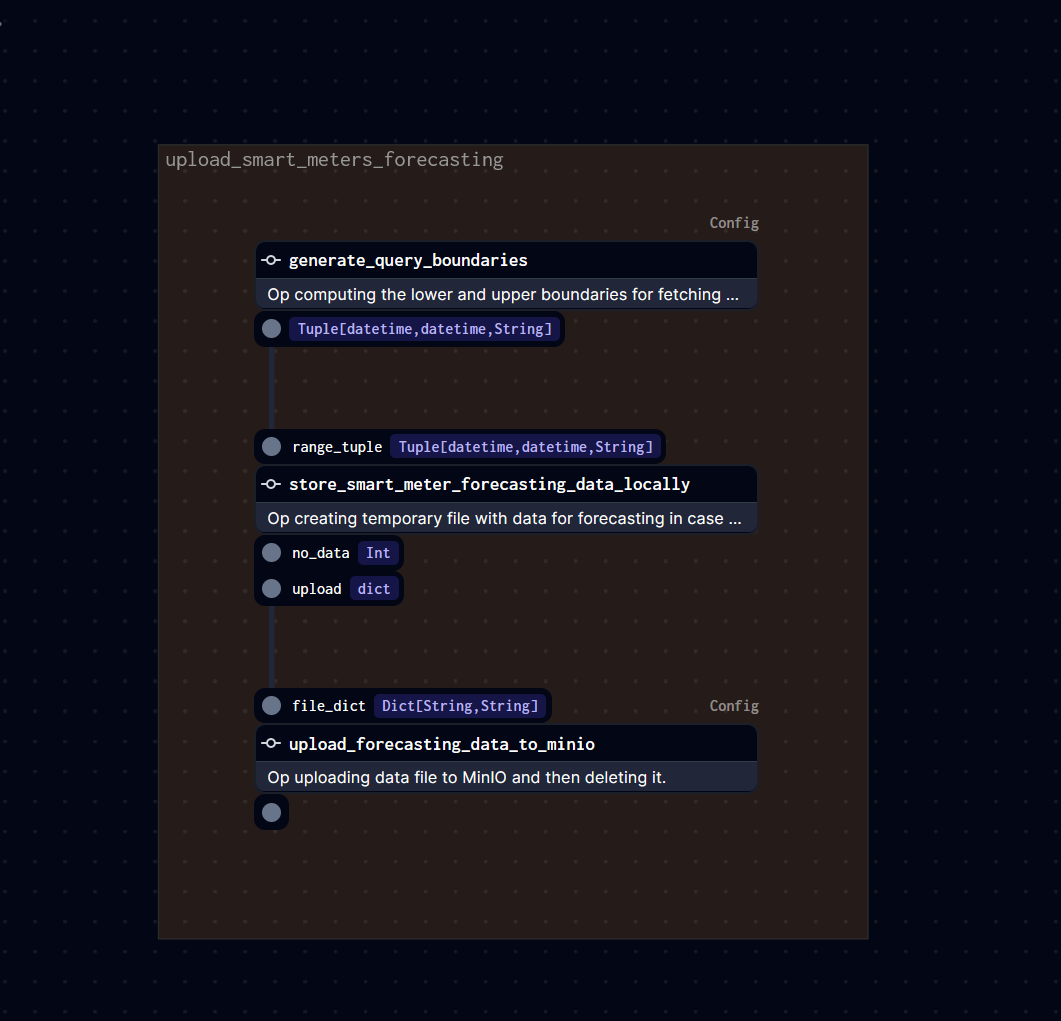 upload_smart_meters_forecasting
Config
generate_query_boundaries
Op computing the lower and upper boundaries for fetching ...
Tuple[datetime,datetime,String]
range_tuple Tuple[datetime,datetime,String]
store_smart_meter_forecasting_data_locally
Op creating temporary file with data for forecasting in case ...
no_data Int
upload dict
file_dict Dict[String,String] Config
upload_forecasting_data_to_minio
Op uploading data file to MinIO and then deleting it.